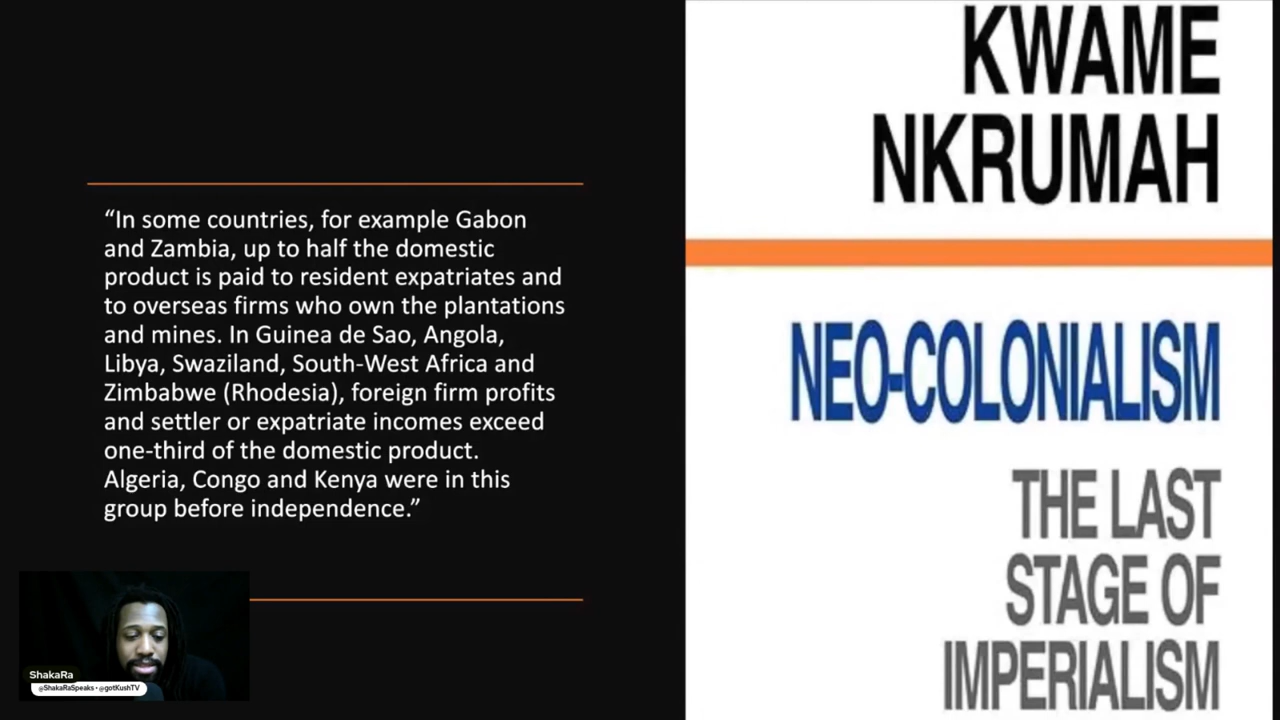 “In some countries, for example Gabon
and Zambia, up to half the domestic
product is paid to resident expatriates and
to overseas firms who own the plantations
and mines. In Guinea de Sao, Angola,
Libya, Swaziland, South-West Africa and
Zimbabwe (Rhodesia), foreign firm profits
and settler or expatriate incomes exceed
one-third of the domestic product.
Algeria, Congo and Kenya were in this
group before independence.”
KWAME
NKRUMAH
NEO-COLONIALISM
THE LAST
STAGE OF
IMPERIALISM
ShakaRa
@ShakaRaSpeaks • @gotKushTV